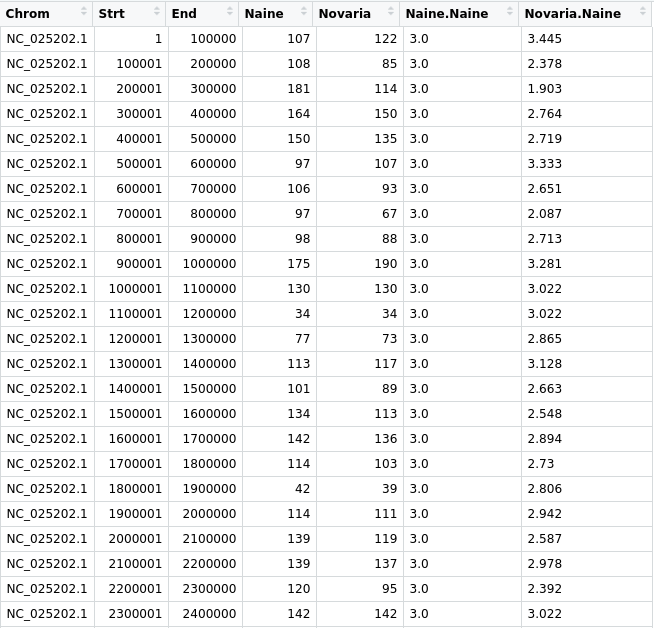 Chrom Strt End Naine Novaria Naine.Naine Novaria.Naine
NC_025202.1 1 100000 107 122 3.0 3.445
NC_025202.1 100001 200000 108 85 3.0 2.378
NC_025202.1 200001 300000 181 114 3.0 1.903
NC_025202.1 300001 400000 164 150 3.0 2.764
NC_025202.1 400001 500000 150 135 3.0 2.719
NC_025202.1 500001 600000 97 107 3.0 3.333
NC_025202.1 600001 700000 106 93 3.0 2.651
NC_025202.1 700001 800000 97 67 3.0 2.087
NC_025202.1 800001 900000 98 88 3.0 2.713
NC_025202.1 900001 1000000 175 190 3.0 3.281
NC_025202.1 1000001 1100000 130 130 3.0 3.022
NC_025202.1 1100001 1200000 34 34 3.0 3.022
NC_025202.1 1200001 1300000 77 73 3.0 2.865
NC_025202.1 1300001 1400000 113 117 3.0 3.128
NC_025202.1 1400001 1500000 101 89 3.0 2.663
NC_025202.1 1500001 1600000 134 113 3.0 2.548
NC_025202.1 1600001 1700000 142 136 3.0 2.894
NC_025202.1 1700001 1800000 114 103 3.0 2.73
NC_025202.1 1800001 1900000 42 39 3.0 2.806
NC_025202.1 1900001 2000000 114 111 3.0 2.942
NC_025202.1 2000001 2100000 139 119 3.0 2.587
NC_025202.1 2100001 2200000 139 137 3.0 2.978
NC_025202.1 2200001 2300000 120 95 3.0 2.392
NC_025202.1 2300001 2400000 142 142 3.0 3.022